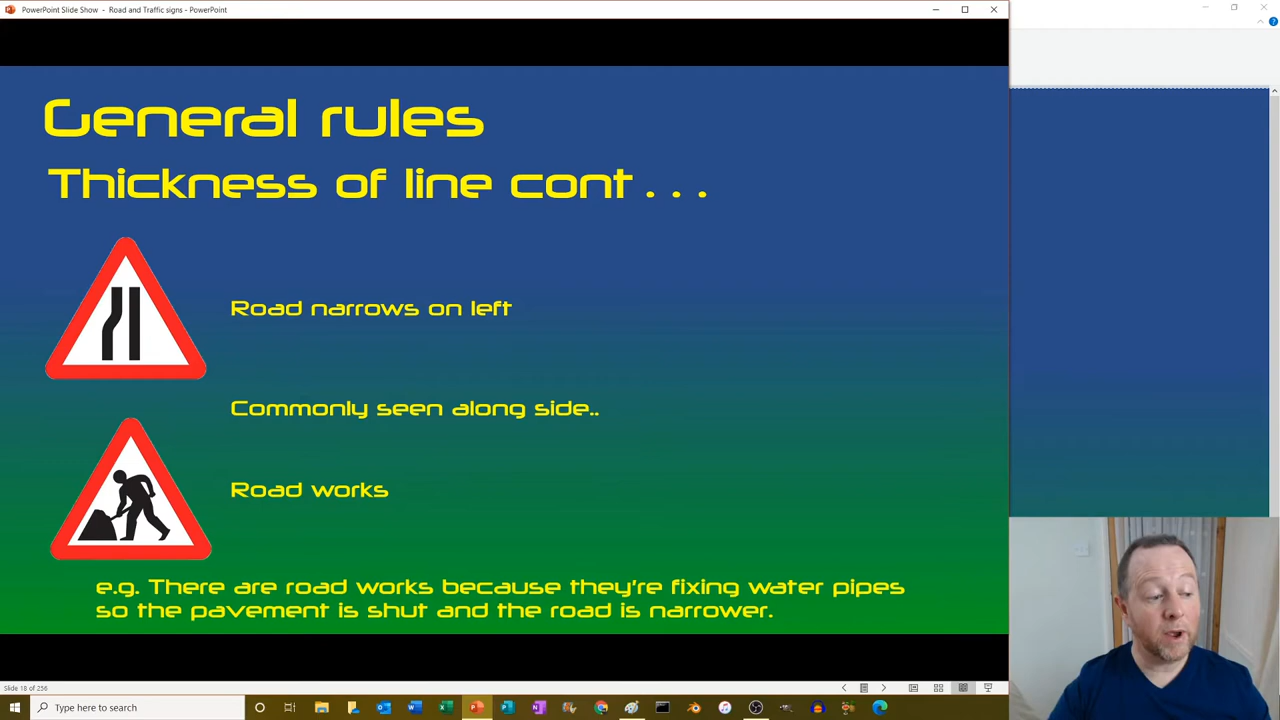 PowerPoint Slide Show - Road and Traffic signs - PowerPoint
General rules
Thickness of line cont . . .
Road narrows on left
Commonly seen along side..
Road works
e.g. There are road works because they're fixing water pipes
so the pavement is shut and the road is narrower.
Slide 18 of 256
Type here to search